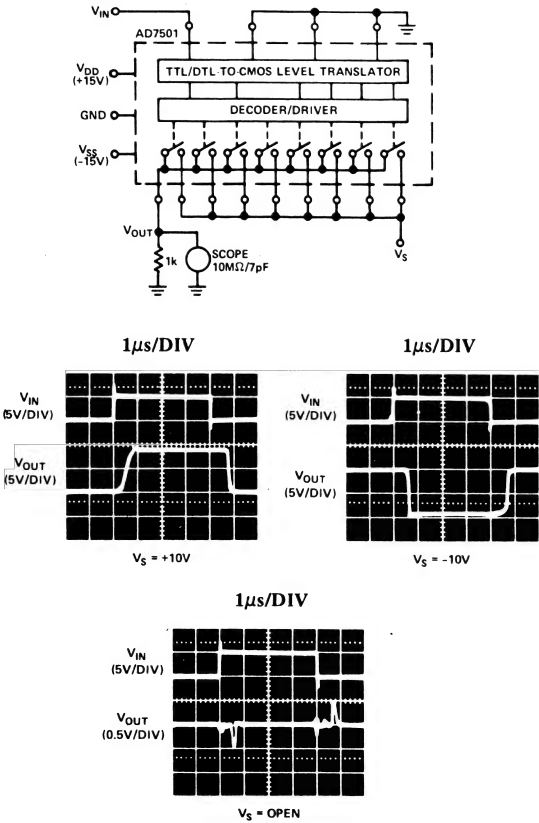 VIN
AD7501
TTL/DTL-TO-CMOS LEVEL TRANSLATOR
VDD
(+15V)
DECODER/DRIVER
GND
VSS
(-15V)
VOUT
1k
SCOPE
10MΩ/7pF
VS
1μs/DIV
VIN
(5V/DIV)
VOUT
(5V/DIV)
VS = +10V
1μs/DIV
VIN
(5V/DIV)
VOUT
(5V/DIV)
VS = -10V
1μs/DIV
VIN
(5V/DIV)
VOUT
(0.5V/DIV)
VS = OPEN